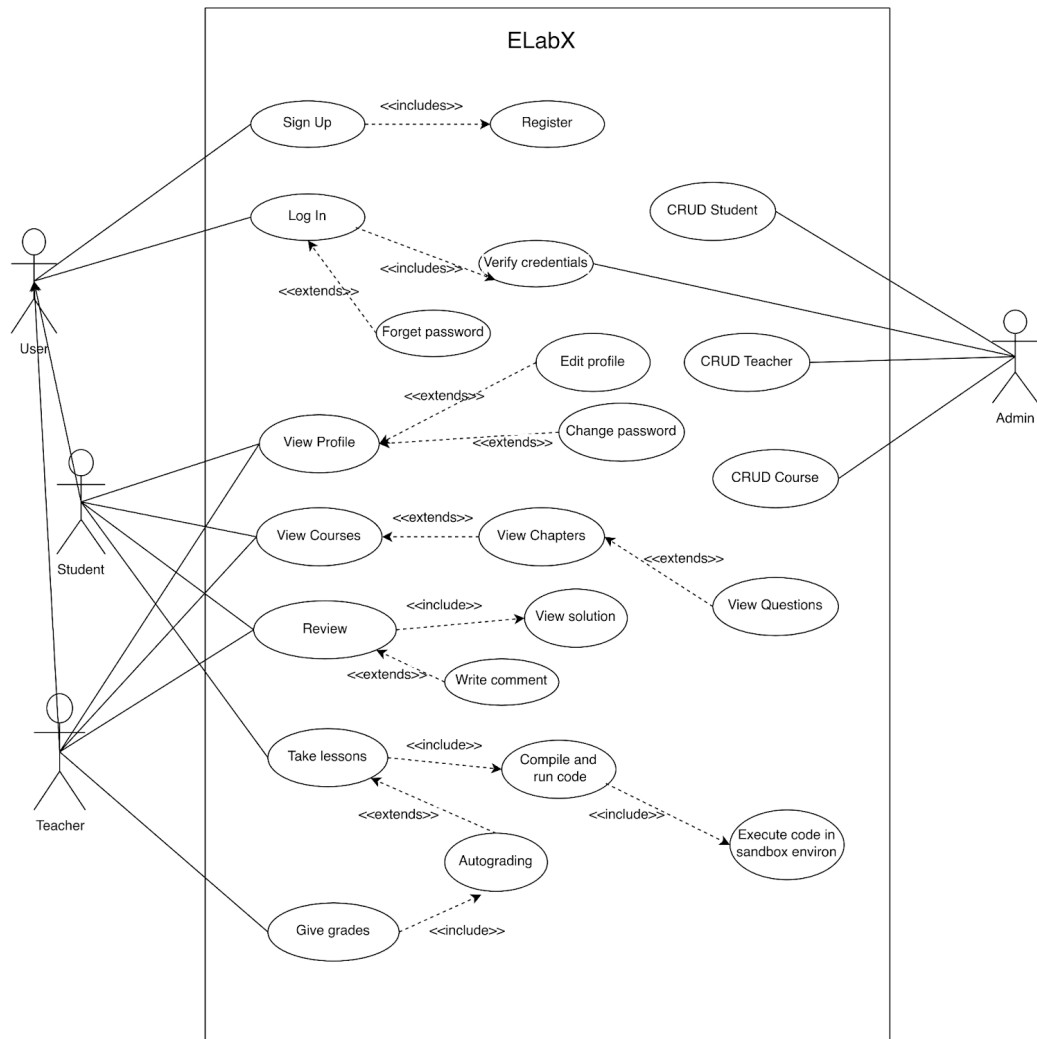 ELabX
<<includes>>
Sign Up
Register
CRUD Student
Log In
<<includes>>
Verify credentials
<<extends>>
Forget password
User
Edit profile
CRUD Teacher
<<extends>>
Admin
View Profile
Change password
<<extends>>
CRUD Course
<<extends>>
View Courses
View Chapters
<<extends>>
Student
View Questions
<<include>>
View solution
Review
<<extends>>
Write comment
<<include>>
Take lessons
Compile and
run code
<<extends>>
<<include>>
Teacher
Execute code in
sandbox environ
Autograding
Give grades
<<include>>